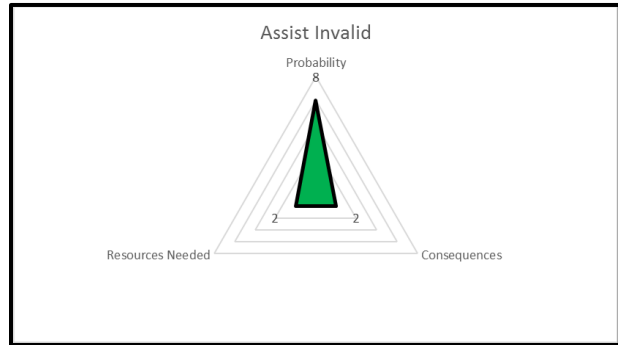 Assist Invalid
Probability
8
2 2
Resources Needed Consequences